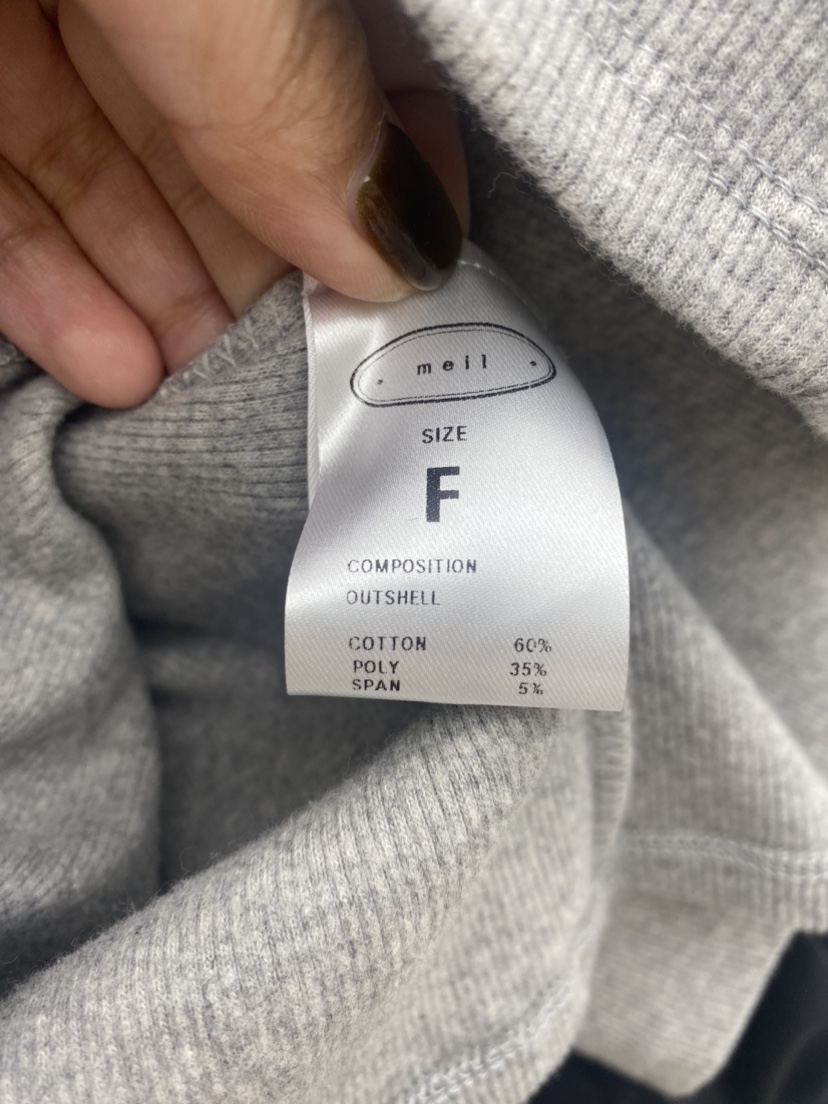 meil
SIZE
F
COMPOSITION
OUTSHELL
COTTON 60%
POLY 35%
SPAN 5%